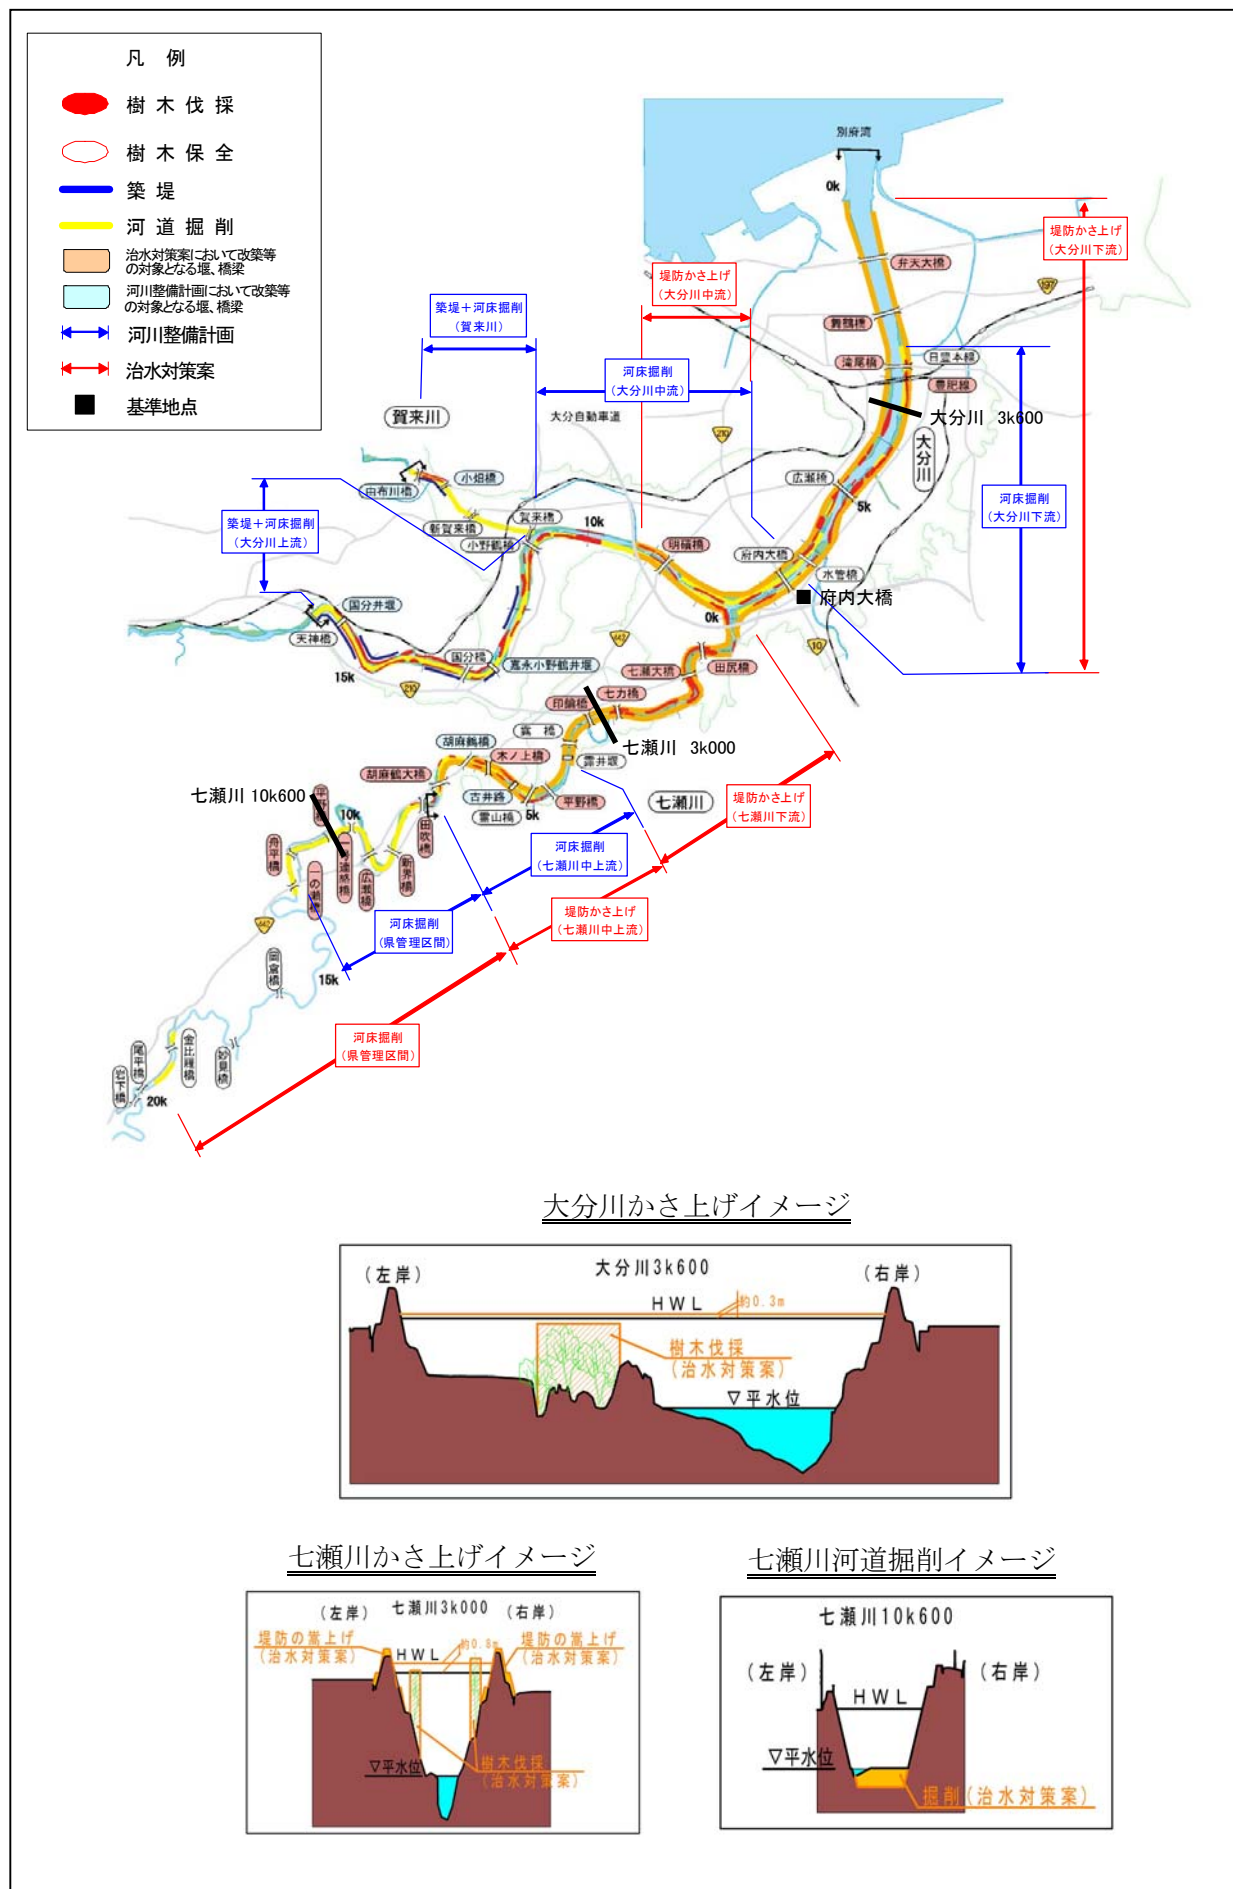 凡 例
樹木伐採
樹木保全
築堤
河道掘削
治水対策案において改築等
の対象となる堰、橋梁
河川整備計画において改築等
の対象となる堰、橋梁
河川整備計画
治水対策案
基準地点
別府湾
0k
堤防かさ上げ
(大分川下流)
弁天大橋
197
堤防かさ上げ
(大分川中流)
築堤+河床掘削
(賀来川)
舞鶴橋
滝尾橋
日豊本線
豊肥線
河床掘削
(大分川中流)
大分自動車道
賀来川
210
大分川 3k600
大分川
広瀬橋
5k
河床掘削
(大分川下流)
小畑橋
由布川橋
新賀来橋
賀来橋
小野鶴橋
10k
明磧橋
府内大橋
水管橋
府内大橋
築堤+河床掘削
(大分川上流)
国分井堰
天神橋
国分橋
嘉永小野鶴井堰
15k
210
442
0k
10
七瀬大橋
田尻橋
印鑰橋
七力橋
七瀬川 3k000
胡麻鶴橋
木ノ上橋
胡麻鶴大橋
古井路
霊山橋
5k
平野橋
七瀬川
七瀬川 10k600
10k
舟平橋
一の瀬橋
広瀬橋
新界橋
田吹橋
堤防かさ上げ
(七瀬川下流)
河床掘削
(七瀬川中上流)
堤防かさ上げ
(七瀬川中上流)
河床掘削
(県管理区間)
442
15k
河床掘削
(県管理区間)
金比羅橋
妙見橋
尾平橋
岩下橋
20k
大分川かさ上げイメージ
大分川3k600
(左岸)
(右岸)
HWL
約0.3m
樹木伐採
(治水対策案)
▽平水位
七瀬川かさ上げイメージ
七瀬川3k000
(左岸)
(右岸)
堤防の嵩上げ
(治水対策案)
HWL
約0.8m
堤防の嵩上げ
(治水対策案)
▽平水位
樹木伐採
(治水対策案)
七瀬川河道掘削イメージ
七瀬川10k600
(左岸)
(右岸)
HWL
▽平水位
掘削(治水対策案)